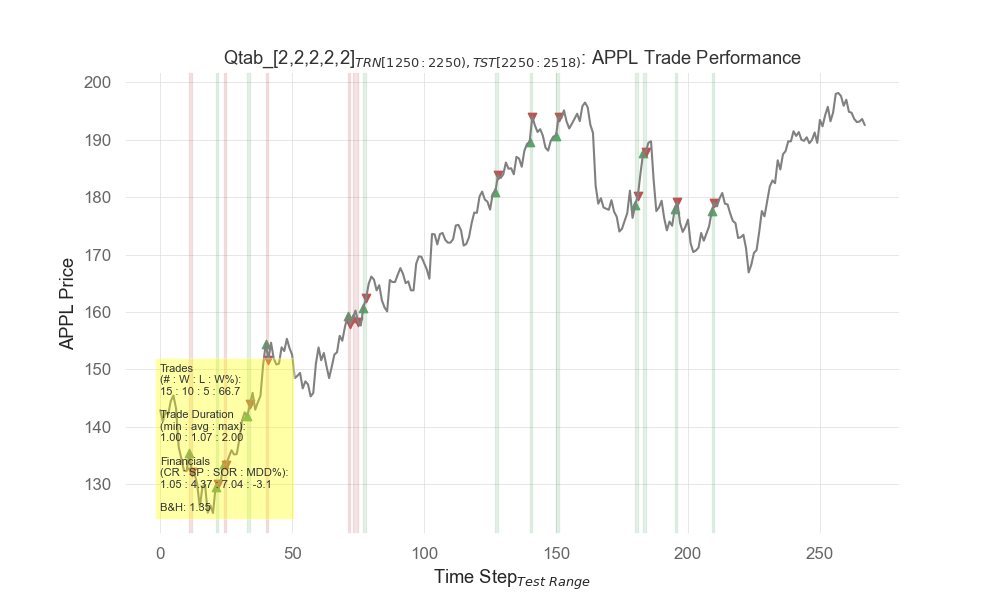 Qtab_[2,2,2,2,2]TRN[1250:2250),TST[2250:2518): APPL Trade Performance
200
190
180
170
160
150
140
130
APPL Price
Trades
(# : W : L : W%):
15 : 10 : 5 : 66.7
Trade Duration
(min : avg : max):
1.00 : 1.07 : 2.00
Financials
(CR : SP : SOR : MDD%):
1.05 : 4.37 : 7.04 : -3.1
B&H: 1.35
0 50 100 150 200 250
Time StepTest Range